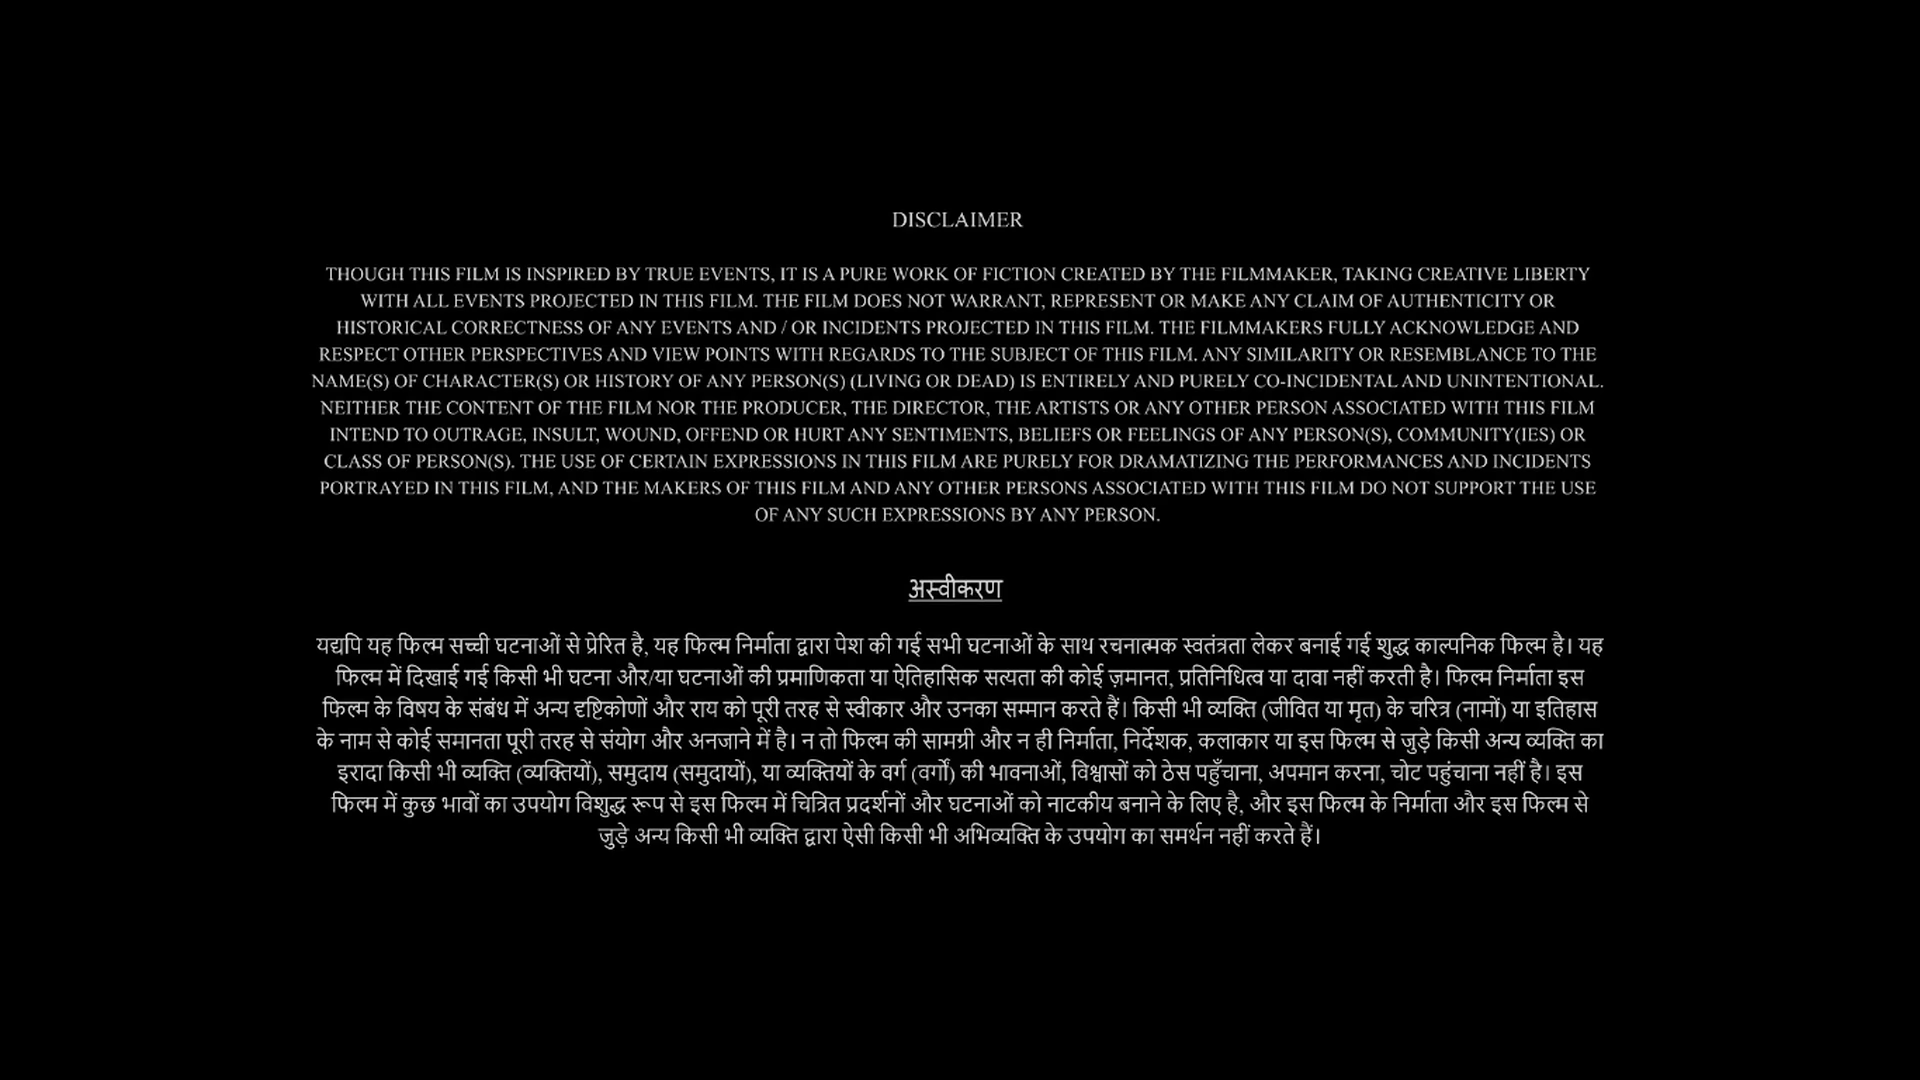 DISCLAIMER
THOUGH THIS FILM IS INSPIRED BY TRUE EVENTS, IT IS A PURE WORK OF FICTION CREATED BY THE FILMMAKER, TAKING CREATIVE LIBERTY
WITH ALL EVENTS PROJECTED IN THIS FILM. THE FILM DOES NOT WARRANT, REPRESENT OR MAKE ANY CLAIM OF AUTHENTICITY OR
HISTORICAL CORRECTNESS OF ANY EVENTS AND / OR INCIDENTS PROJECTED IN THIS FILM. THE FILMMAKERS FULLY ACKNOWLEDGE AND
RESPECT OTHER PERSPECTIVES AND VIEW POINTS WITH REGARDS TO THE SUBJECT OF THIS FILM. ANY SIMILARITY OR RESEMBLANCE TO THE
NAME(S) OF CHARACTER(S) OR HISTORY OF ANY PERSON(S) (LIVING OR DEAD) IS ENTIRELY AND PURELY CO-INCIDENTAL AND UNINTENTIONAL.
NEITHER THE CONTENT OF THE FILM NOR THE PRODUCER, THE DIRECTOR, THE ARTISTS OR ANY OTHER PERSON ASSOCIATED WITH THIS FILM
INTEND TO OUTRAGE, INSULT, WOUND, OFFEND OR HURT ANY SENTIMENTS, BELIEFS OR FEELINGS OF ANY PERSON(S), COMMUNITY(IES) OR
CLASS OF PERSON(S). THE USE OF CERTAIN EXPRESSIONS IN THIS FILM ARE PURELY FOR DRAMATIZING THE PERFORMANCES AND INCIDENTS
PORTRAYED IN THIS FILM, AND THE MAKERS OF THIS FILM AND ANY OTHER PERSONS ASSOCIATED WITH THIS FILM DO NOT SUPPORT THE USE
OF ANY SUCH EXPRESSIONS BY ANY PERSON.
अस्वीकरण
यद्यपि यह फिल्म सच्ची घटनाओं से प्रेरित है, यह फिल्म निर्माता द्वारा पेश की गई सभी घटनाओं के साथ रचनात्मक स्वतंत्रता लेकर बनाई गई शुद्ध काल्पनिक फिल्म है। यह
फिल्म में दिखाई गई किसी भी घटना और/या घटनाओं की प्रमाणिकता या ऐतिहासिक सत्यता की कोई ज़मानत, प्रतिनिधित्व या दावा नहीं करती है। फिल्म निर्माता इस
फिल्म के विषय के संबंध में अन्य दृष्टिकोणों और राय को पूरी तरह से स्वीकार और उनका सम्मान करते हैं। किसी भी व्यक्ति (जीवित या मृत) के चरित्र (नामों) या इतिहास
के नाम से कोई समानता पूरी तरह से संयोग और अनजाने में है। न तो फिल्म की सामग्री और न ही निर्माता, निर्देशक, कलाकार या इस फिल्म से जुड़े किसी अन्य व्यक्ति का
इरादा किसी भी व्यक्ति (व्यक्तियों), समुदाय (समुदायों), या व्यक्तियों के वर्ग (वर्गों) की भावनाओं, विश्वासों को ठेस पहुँचाना, अपमान करना, चोट पहुंचाना नहीं है। इस
फिल्म में कुछ भावों का उपयोग विशुद्ध रूप से इस फिल्म में चित्रित प्रदर्शनों और घटनाओं को नाटकीय बनाने के लिए है, और इस फिल्म के निर्माता और इस फिल्म से
जुड़े अन्य किसी भी व्यक्ति द्वारा ऐसी किसी भी अभिव्यक्ति के उपयोग का समर्थन नहीं करते हैं।